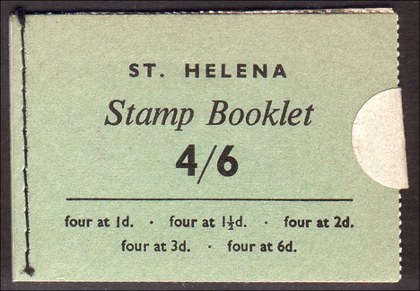 ST. HELENA
Stamp Booklet
4/6
four at 1d. · four at 1½d. · four at 2d.
four at 3d. · four at 6d.